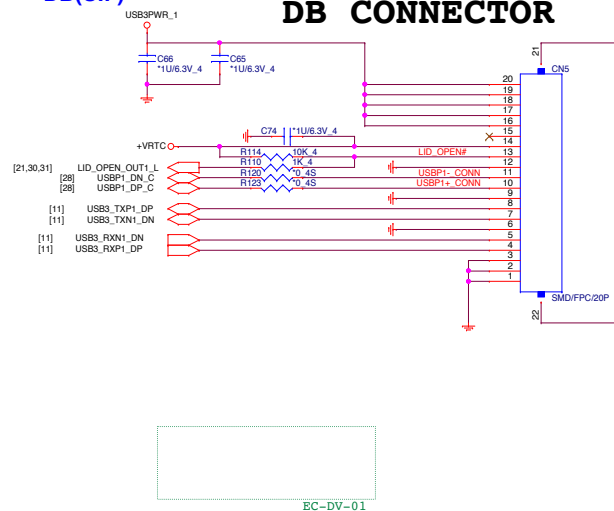 DB CONNECTOR
USB3PWR_1
21
C66
*1U/6.3V_4
C65
*1U/6.3V_4
CN5
20
19
18
17
16
15
14
13
12
11
10
9
8
7
6
5
4
3
2
1
C74
*1U/6.3V_4
+VRTC
R114
10K_4
LID_OPEN#
[21,30,31]
LID_OPEN_OUT1_L
R110
1K_4
[28]
USBP1_DN_C
R120
*0_4S
USBP1-_CONN
[28]
USBP1_DP_C
R123
*0_4S
USBP1+_CONN
[11]
USB3_TXP1_DP
[11]
USB3_TXN1_DN
[11]
USB3_RXN1_DN
[11]
USB3_RXP1_DP
SMD/FPC/20P
22
EC-DV-01